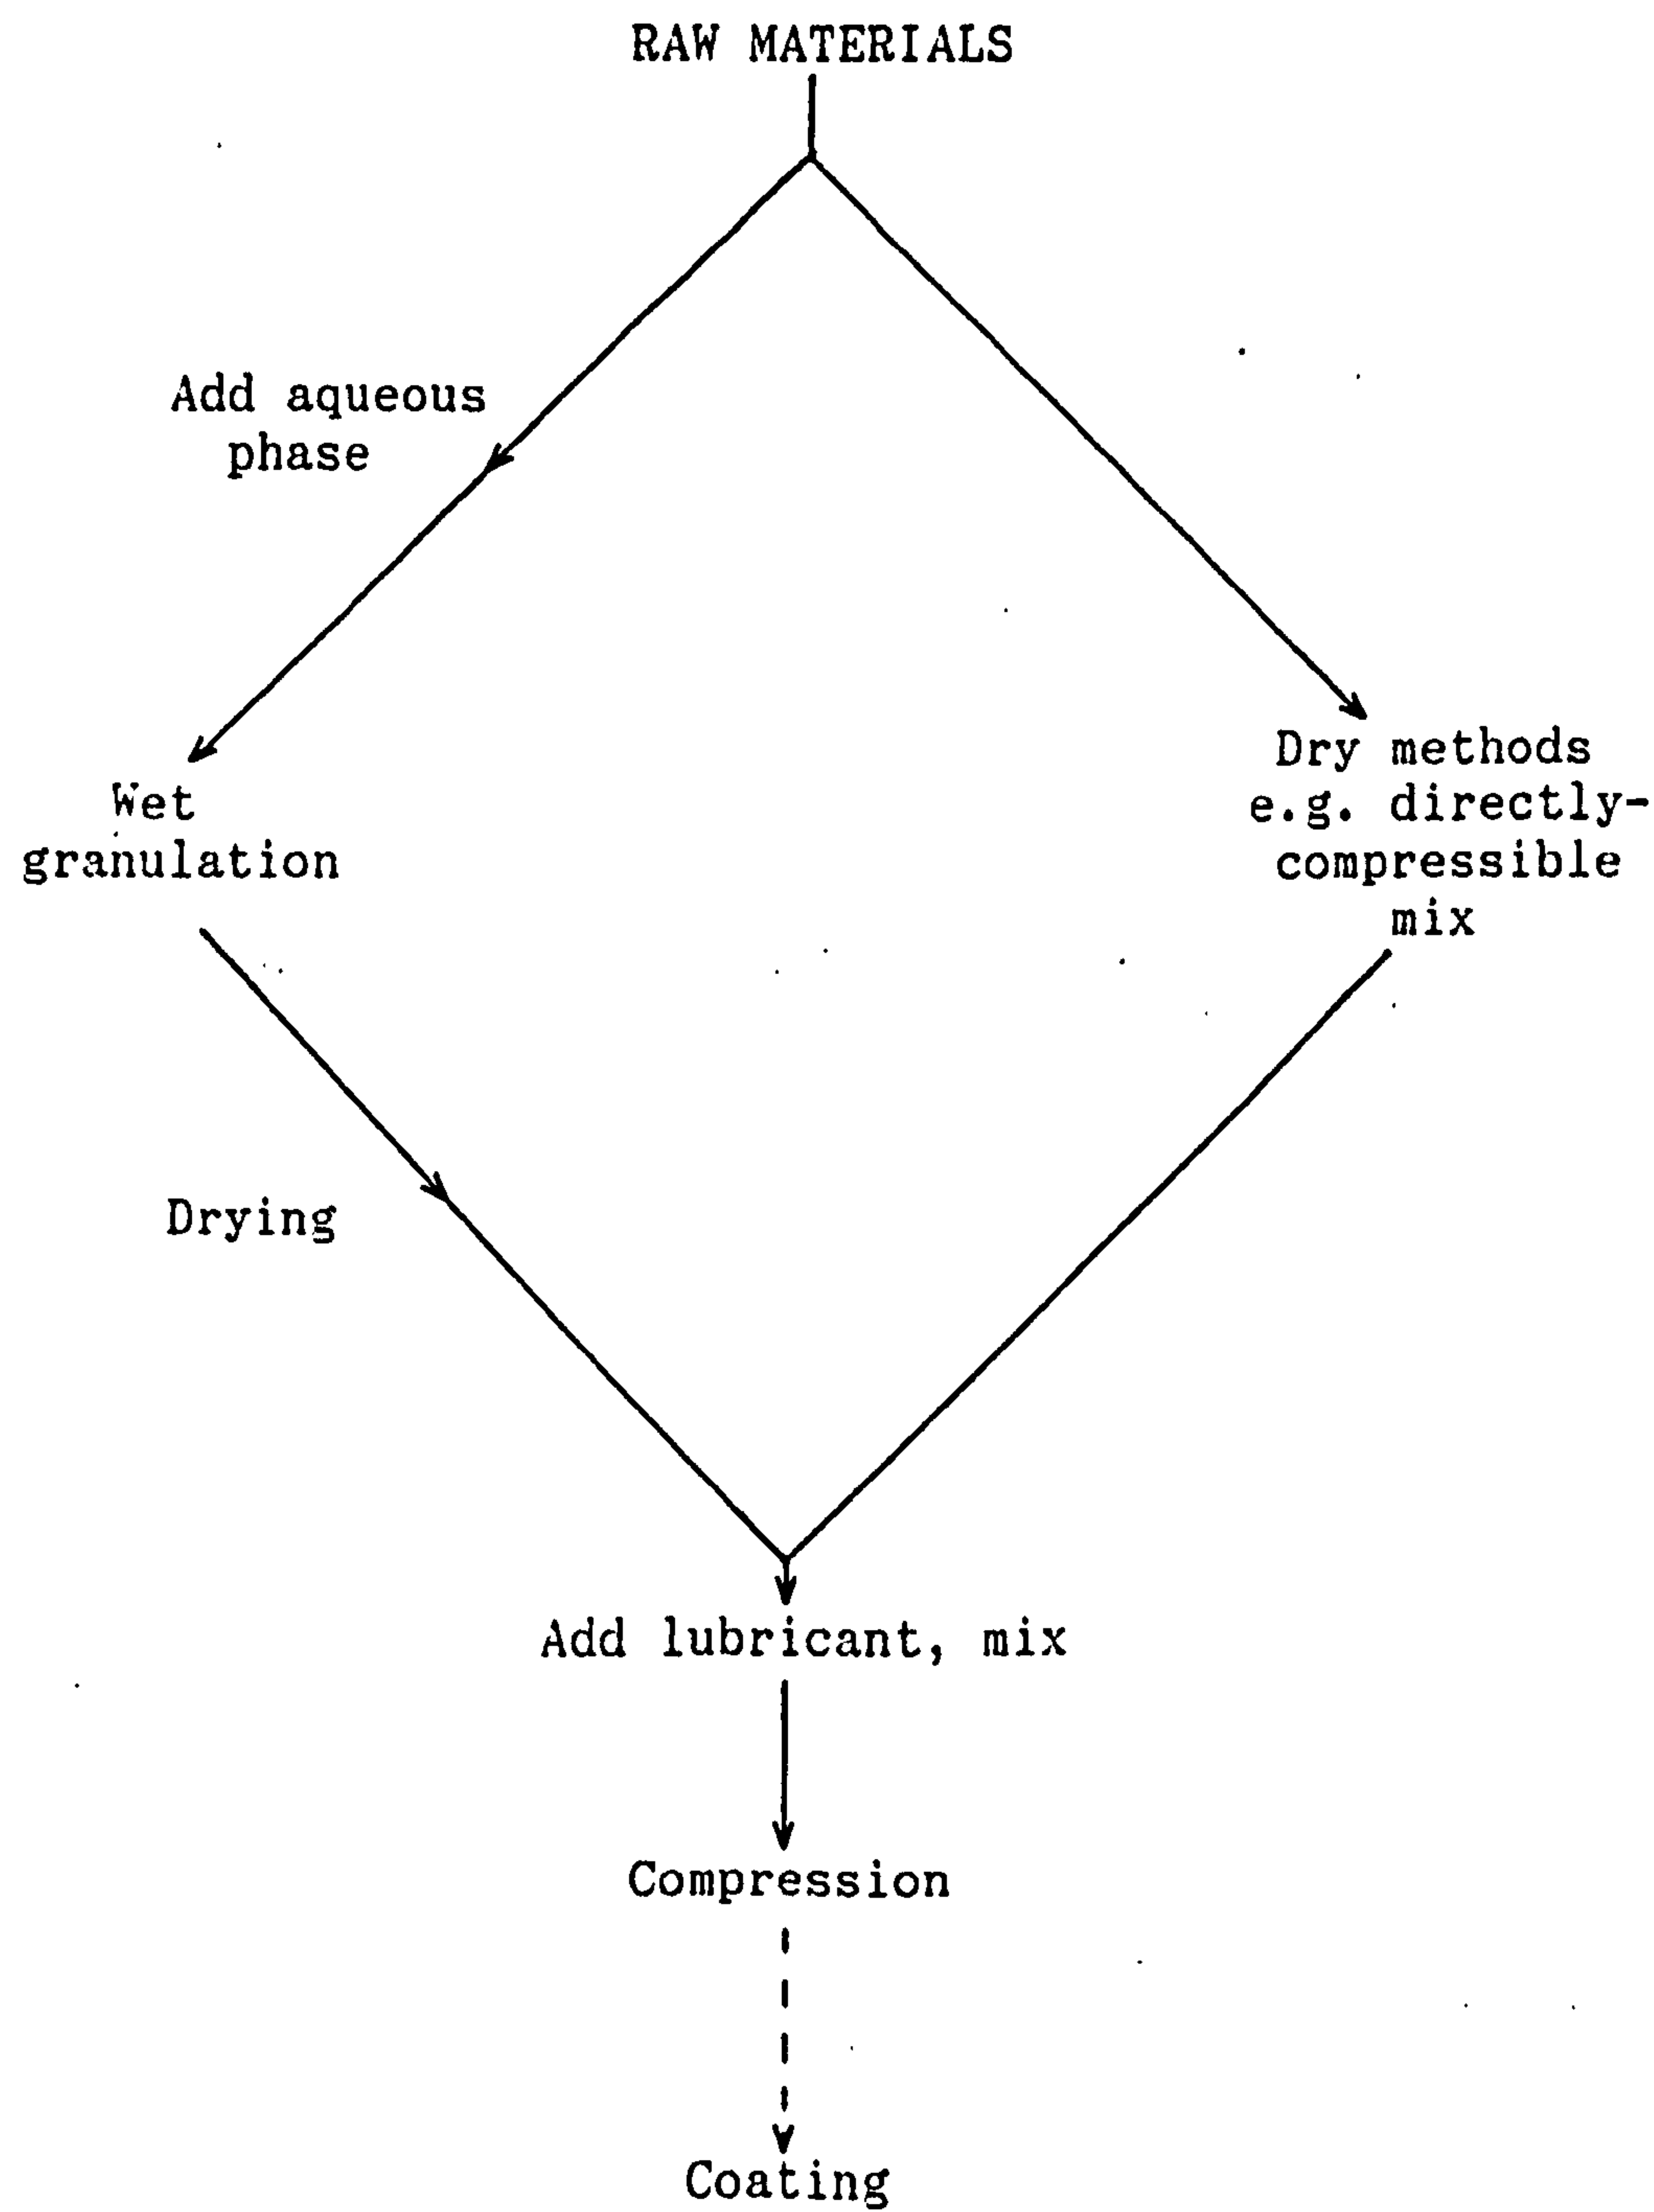 RAW MATERIALS
Add aqueous
phase
Wet
granulation
Dry methods
e.g. directly-
compressible
mix
Drying
Add lubricant, mix
Compression
Coating